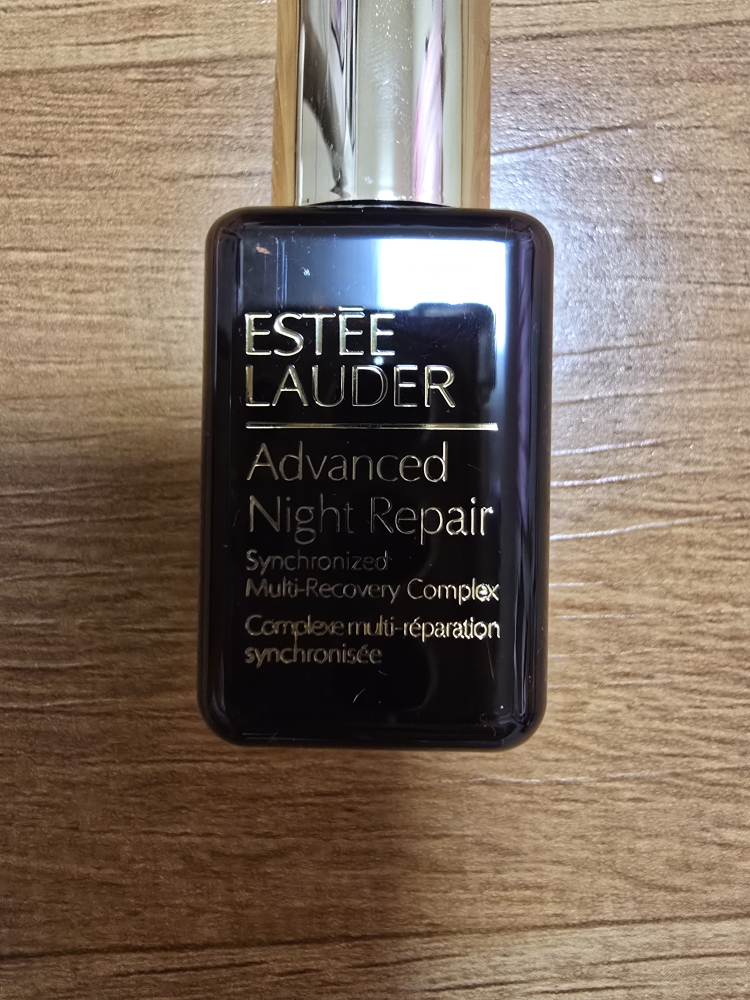 ESTĒE
LAUDER
Advanced
Night Repair
Synchronized
Multi-Recovery Complex
Complexe multi-réparation
synchronisée